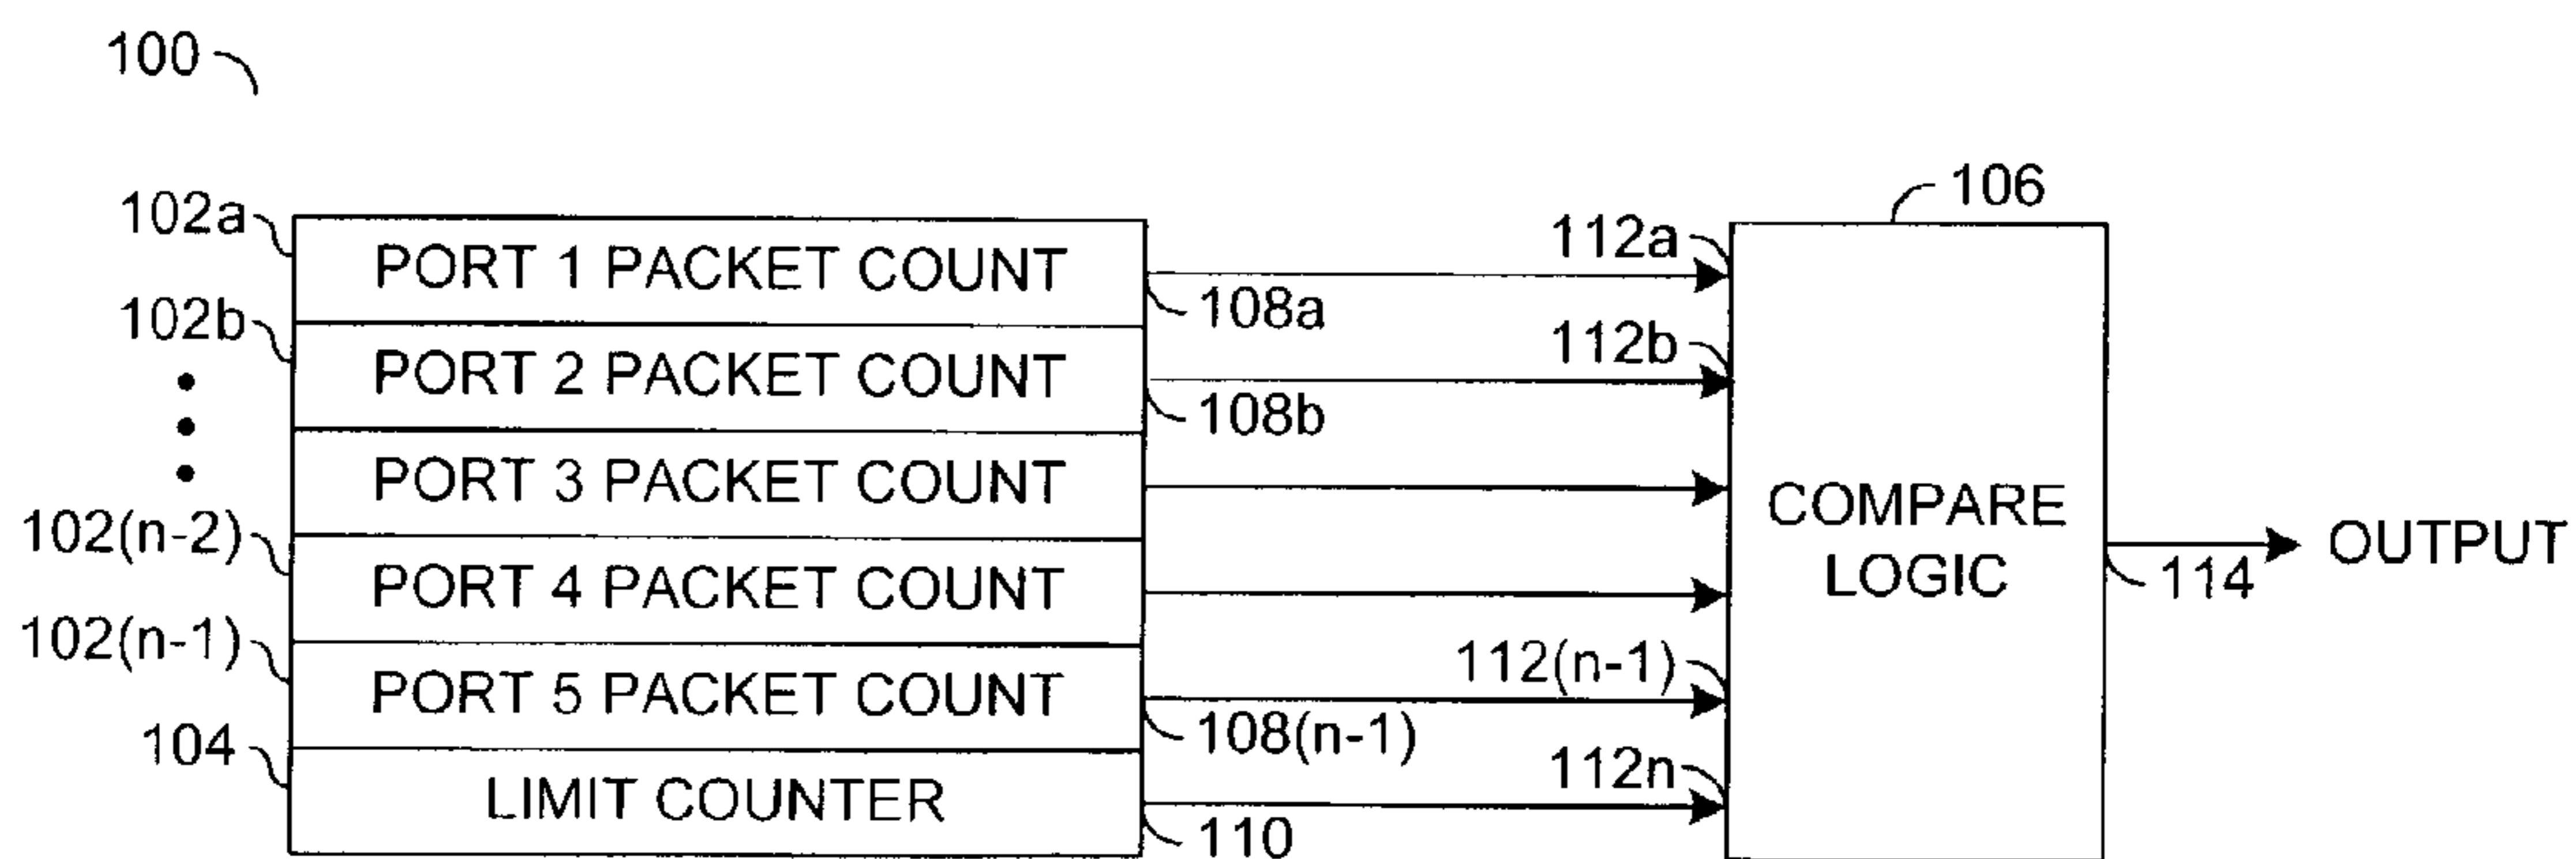 100
102a
PORT 1 PACKET COUNT
108a
112a
106
102b
PORT 2 PACKET COUNT
108b
112b
PORT 3 PACKET COUNT
102(n-2)
PORT 4 PACKET COUNT
COMPARE
LOGIC
114
OUTPUT
102(n-1)
PORT 5 PACKET COUNT
108(n-1)
112(n-1)
104
LIMIT COUNTER
110
112n